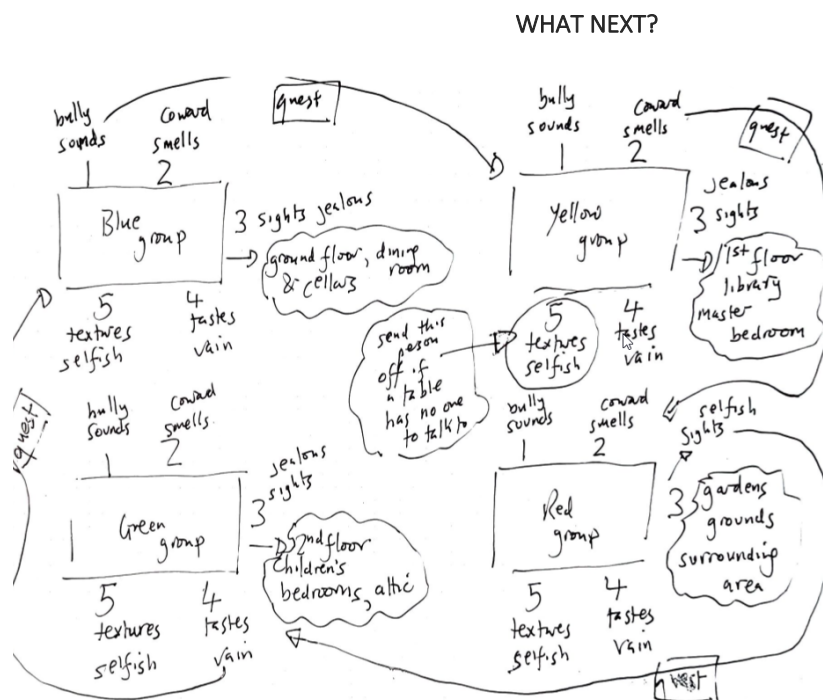 WHAT NEXT?
bully
sounds
1
coward
smells
2
Blue
group
3 sights jealous
ground floor, dining
room
& cellars
5
textures
selfish
4
tastes
vain
guest
bully
sounds
1
coward
smells
2
guest
Yellow
group
jealous
3 sights
1st floor
library
master
bedroom
5
textures
selfish
4
tastes
vain
send this
person
off if
a table
has no one
to talk to
guest
bully
sounds
1
coward
smells
2
Green
group
jealous
sights
3
2nd floor
children's
bedrooms, attic
5
textures
selfish
4
tastes
vain
bully
sounds
1
coward
smells
2
Red
group
selfish
sights
3
gardens
grounds
surrounding
area
5
textures
selfish
4
tastes
vain